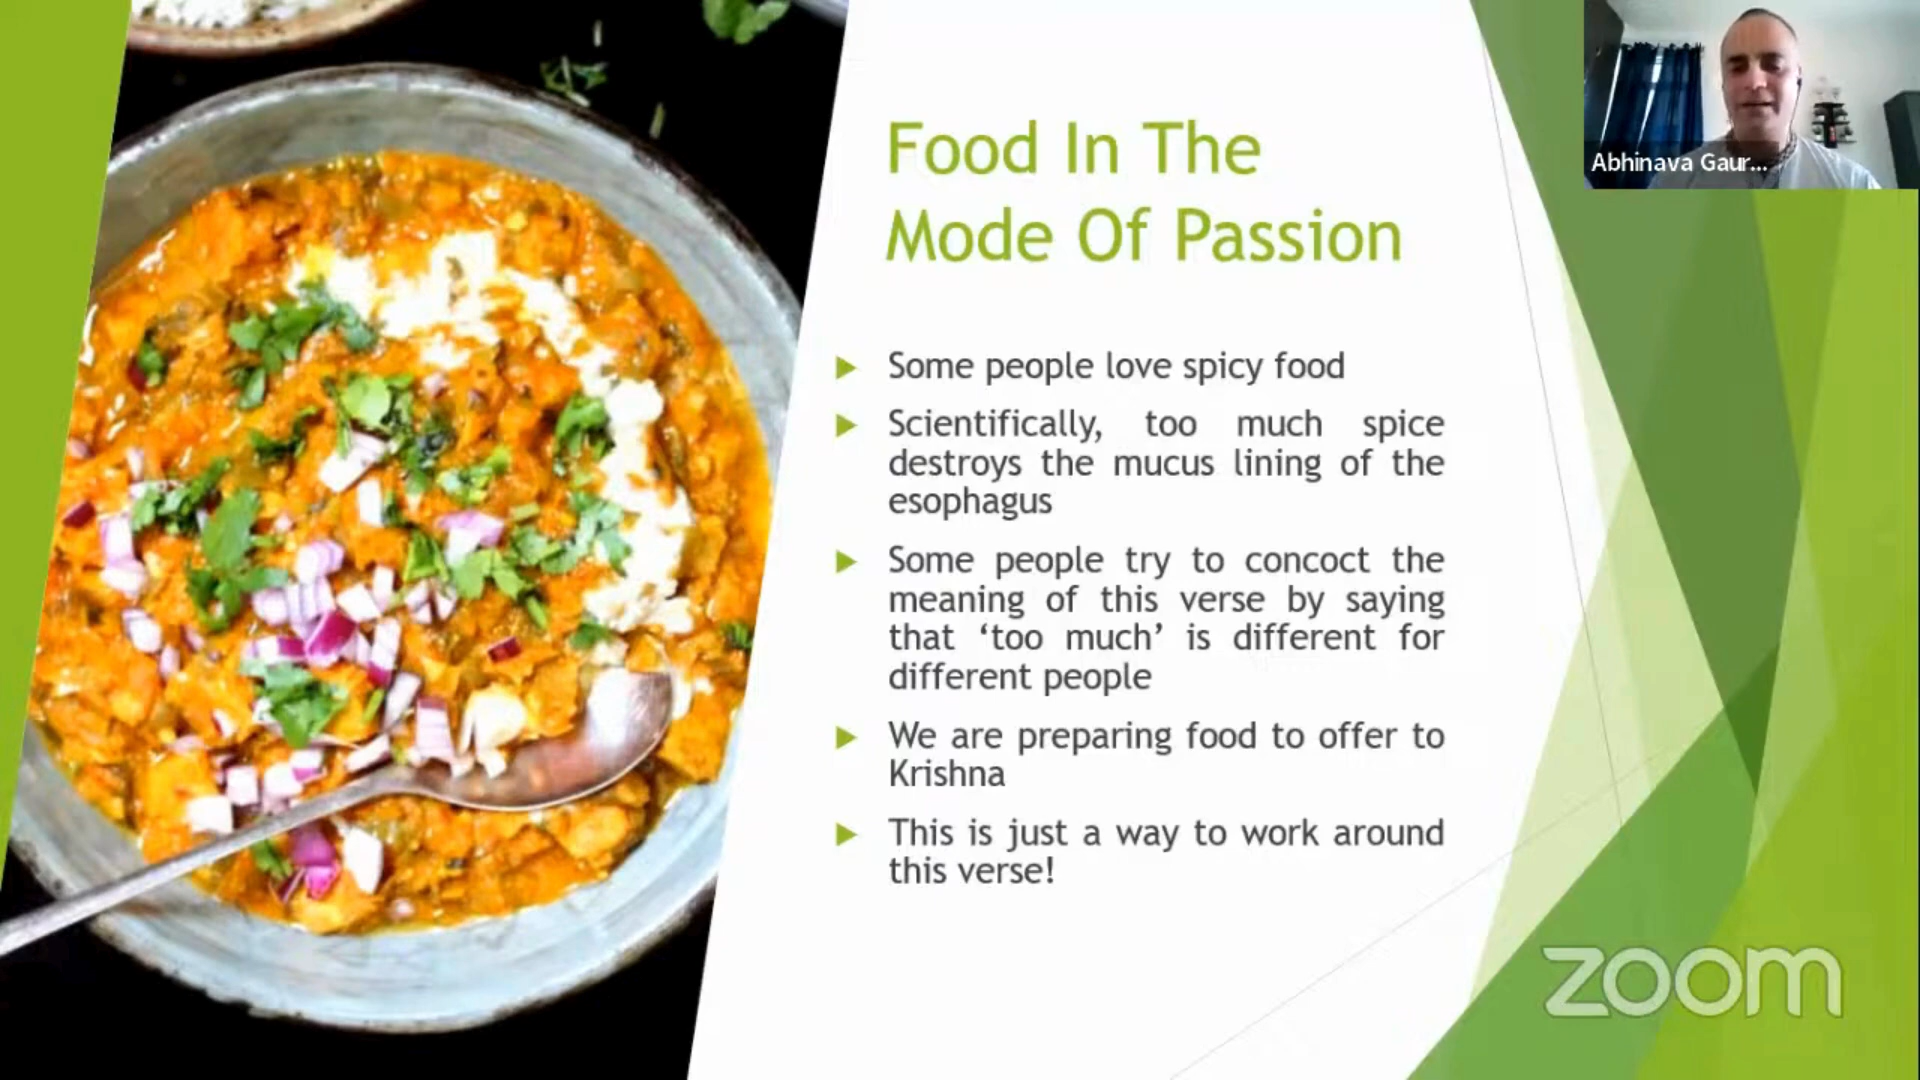 Food In The
Mode Of Passion
Some people love spicy food
Scientifically, too much spice
destroys the mucus lining of the
esophagus
Some people try to concoct the
meaning of this verse by saying
that ‘too much’ is different for
different people
We are preparing food to offer to
Krishna
This is just a way to work around
this verse!
Abhinava Gaur...
zoom